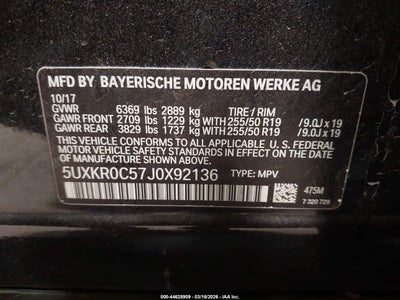 MFD BY BAYERISCHE MOTOREN WERKE AG
10/17
GVWR 6369 lbs 2889 kg TIRE / RIM
GAWR FRONT 2709 lbs 1229 kg WITH 255/50 R19 /9.0J x 19
GAWR REAR 3829 lbs 1737 kg WITH 255/50 R19 /9.0J x 19
THIS VEHICLE CONFORMS TO ALL APPLICABLE U.S. FEDERAL
MOTOR VEHICLE SAFETY STANDARDS IN EFFECT ON THE
DATE OF MANUFACTURE SHOWN ABOVE.
5UXKR0C57J0X92136 TYPE: MPV
475M
7 320 729
000-44628909 - 03/16/2026 - IAA, Inc.